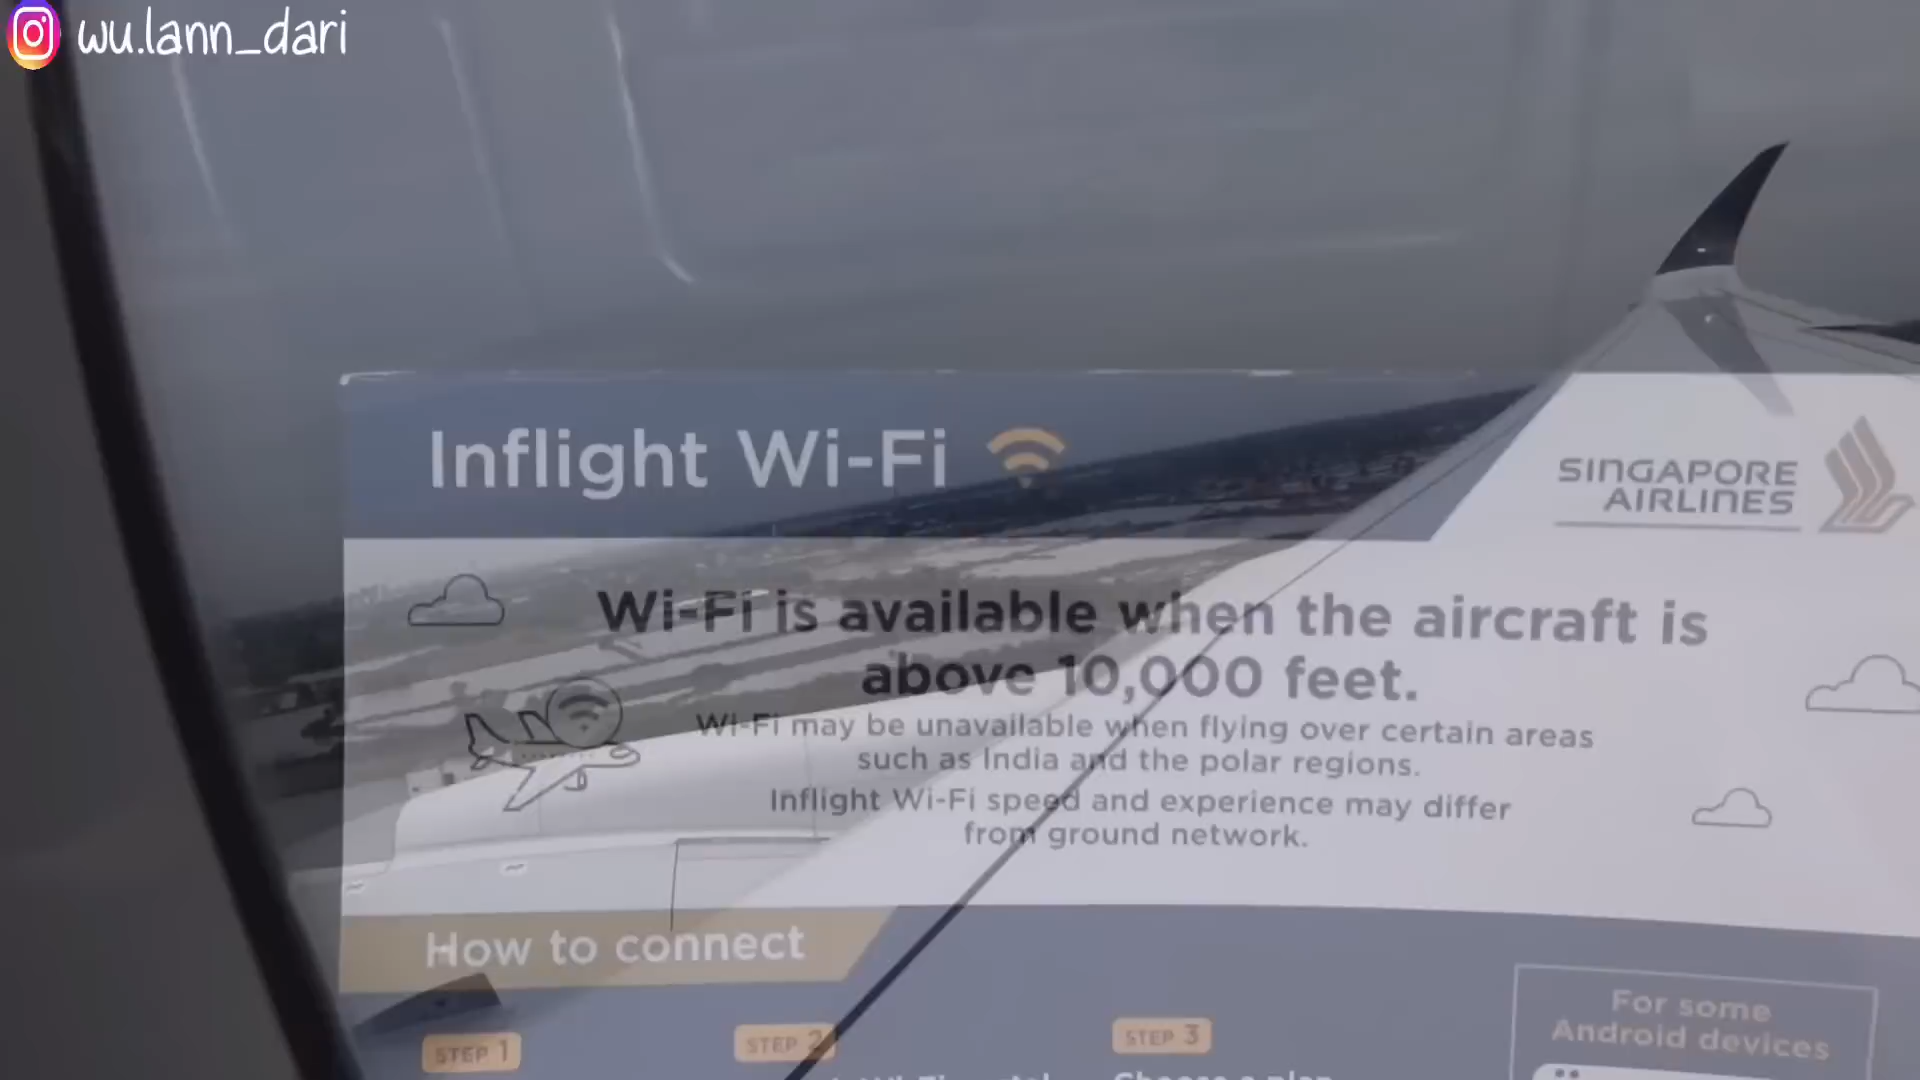 wu.lann_dari
Inflight Wi-Fi
SINGAPORE
AIRLINES
Wi-Fi is available when the aircraft is
above 10,000 feet.
Wi-Fi may be unavailable when flying over certain areas
such as India and the polar regions.
Inflight Wi-Fi speed and experience may differ
from ground network.
How to connect
For some
Android devices
STEP 1
STEP 2
STEP 3
Choose a plan